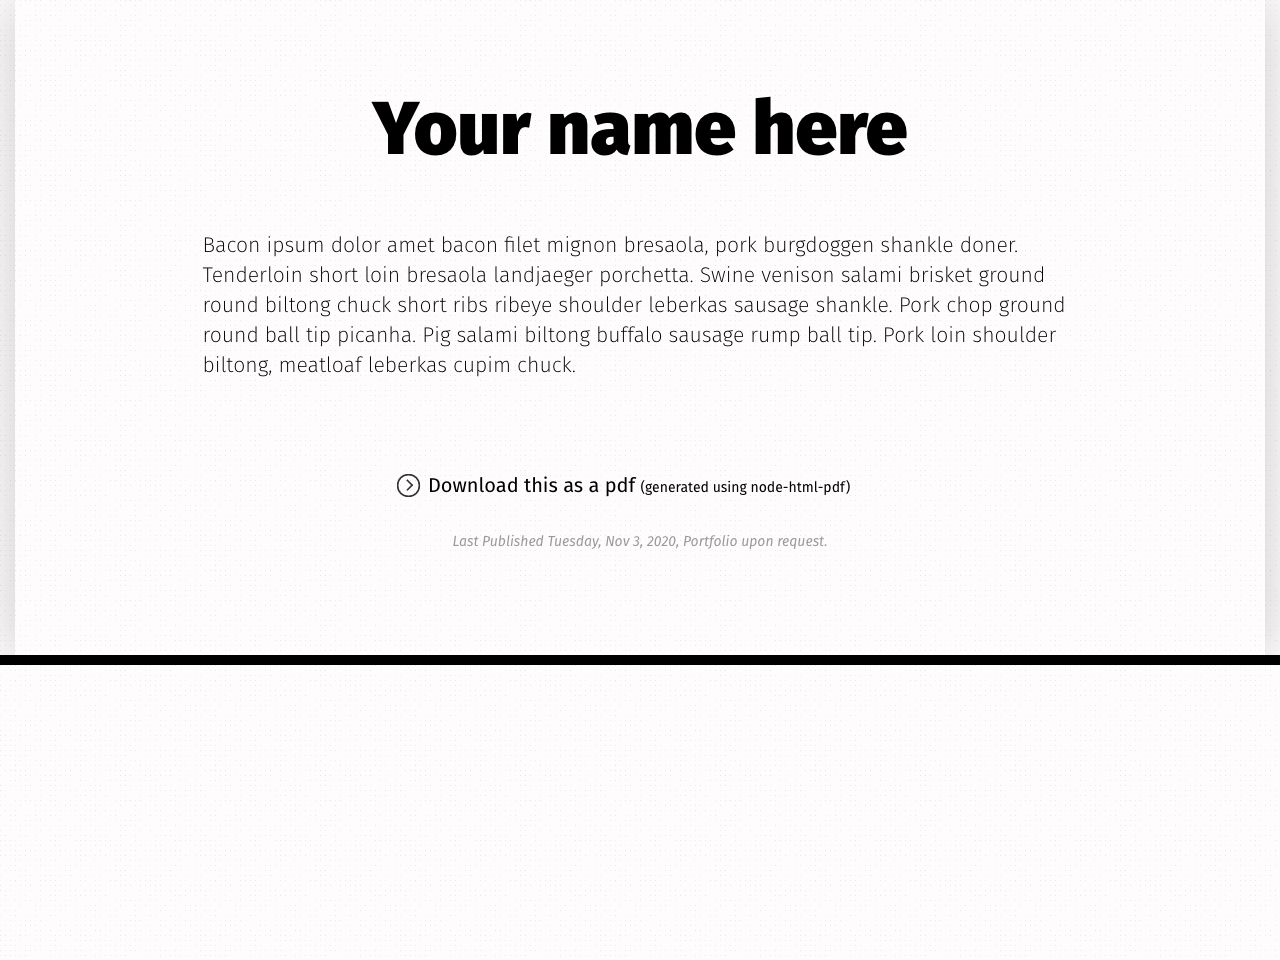 Your name here
Bacon ipsum dolor amet bacon filet mignon bresaola, pork burgdoggen shankle doner.
Tenderloin short loin bresaola landjaeger porchetta. Swine venison salami brisket ground
round biltong chuck short ribs ribeye shoulder leberkas sausage shankle. Pork chop ground
round ball tip picanha. Pig salami biltong buffalo sausage rump ball tip. Pork loin shoulder
biltong, meatloaf leberkas cupim chuck.
Download this as a pdf (generated using node-html-pdf)
Last Published Tuesday, Nov 3, 2020, Portfolio upon request.